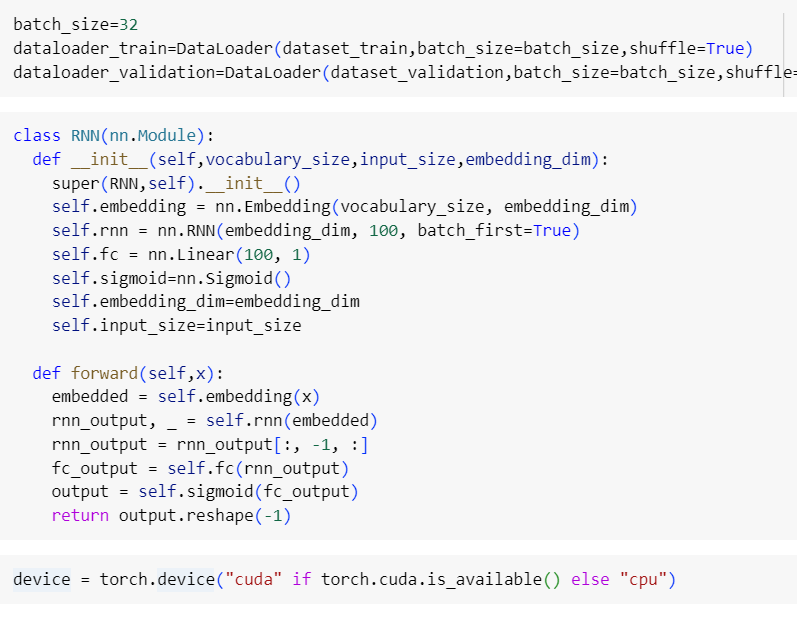 batch_size=32
dataloader_train=DataLoader(dataset_train,batch_size=batch_size,shuffle=True)
dataloader_validation=DataLoader(dataset_validation,batch_size=batch_size,shuffle=
class RNN(nn.Module):
  def __init__(self,vocabulary_size,input_size,embedding_dim):
    super(RNN,self).__init__()
    self.embedding = nn.Embedding(vocabulary_size, embedding_dim)
    self.rnn = nn.RNN(embedding_dim, 100, batch_first=True)
    self.fc = nn.Linear(100, 1)
    self.sigmoid=nn.Sigmoid()
    self.embedding_dim=embedding_dim
    self.input_size=input_size
  def forward(self,x):
    embedded = self.embedding(x)
    rnn_output, _ = self.rnn(embedded)
    rnn_output = rnn_output[:, -1, :]
    fc_output = self.fc(rnn_output)
    output = self.sigmoid(fc_output)
    return output.reshape(-1)
device = torch.device("cuda" if torch.cuda.is_available() else "cpu")